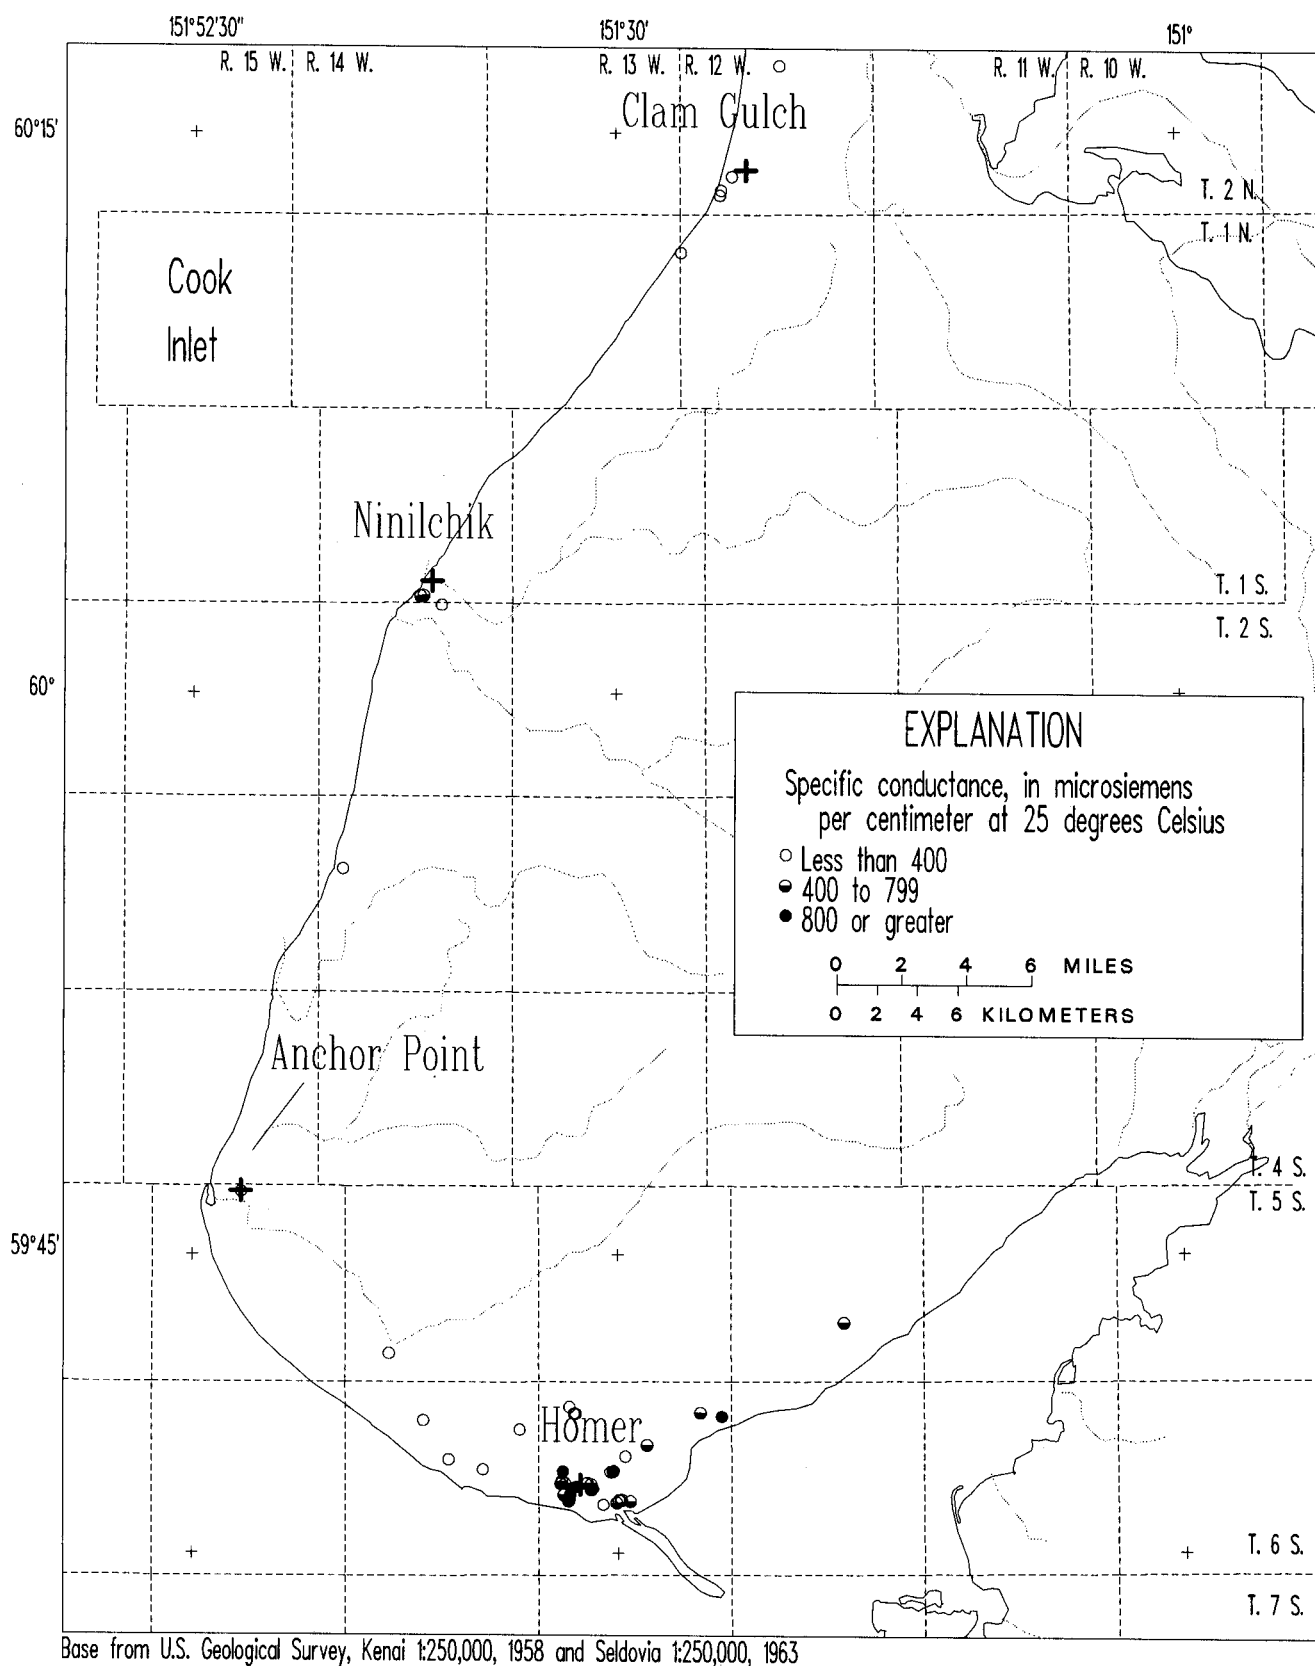 151°52'30" 151°30' 151°
R. 15 W. R. 14 W. R. 13 W. R. 12 W. R. 11 W. R. 10 W.
Clam Gulch
60°15'
T. 2 N.
T. 1 N.
Cook
Inlet
Ninilchik
T. 1 S.
T. 2 S.
60°
EXPLANATION
Specific conductance, in microsiemens
per centimeter at 25 degrees Celsius
Less than 400
400 to 799
800 or greater
0 2 4 6 MILES
0 2 4 6 KILOMETERS
Anchor Point
T. 4 S.
T. 5 S.
59°45'
Homer
T. 6 S.
T. 7 S.
Base from U.S. Geological Survey, Kenai 1:250,000, 1958 and Seldovia 1:250,000, 1963